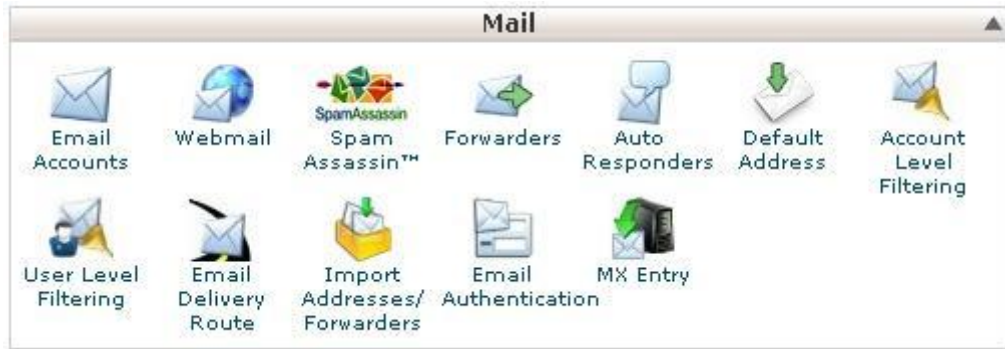 Mail
Email
Accounts
Webmail
SpamAssassin
Spam
Assassin™
Forwarders
Auto
Responders
Default
Address
Account
Level
Filtering
User Level
Filtering
Email
Delivery
Route
Import
Addresses/
Forwarders
Email
Authentication
MX Entry